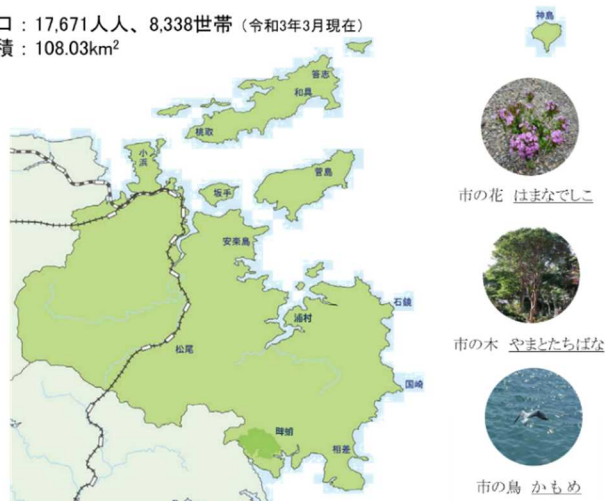 口：17,671人人、8,338世帯（令和3年3月現在）
積：108.03km²
神島
答志
和具
桃取
小浜
菅島
坂手
安楽島
石鏡
浦村
松尾
国崎
畔蛸
相差
市の花 はまなでしこ
市の木 やまとたちばな
市の鳥 かもめ